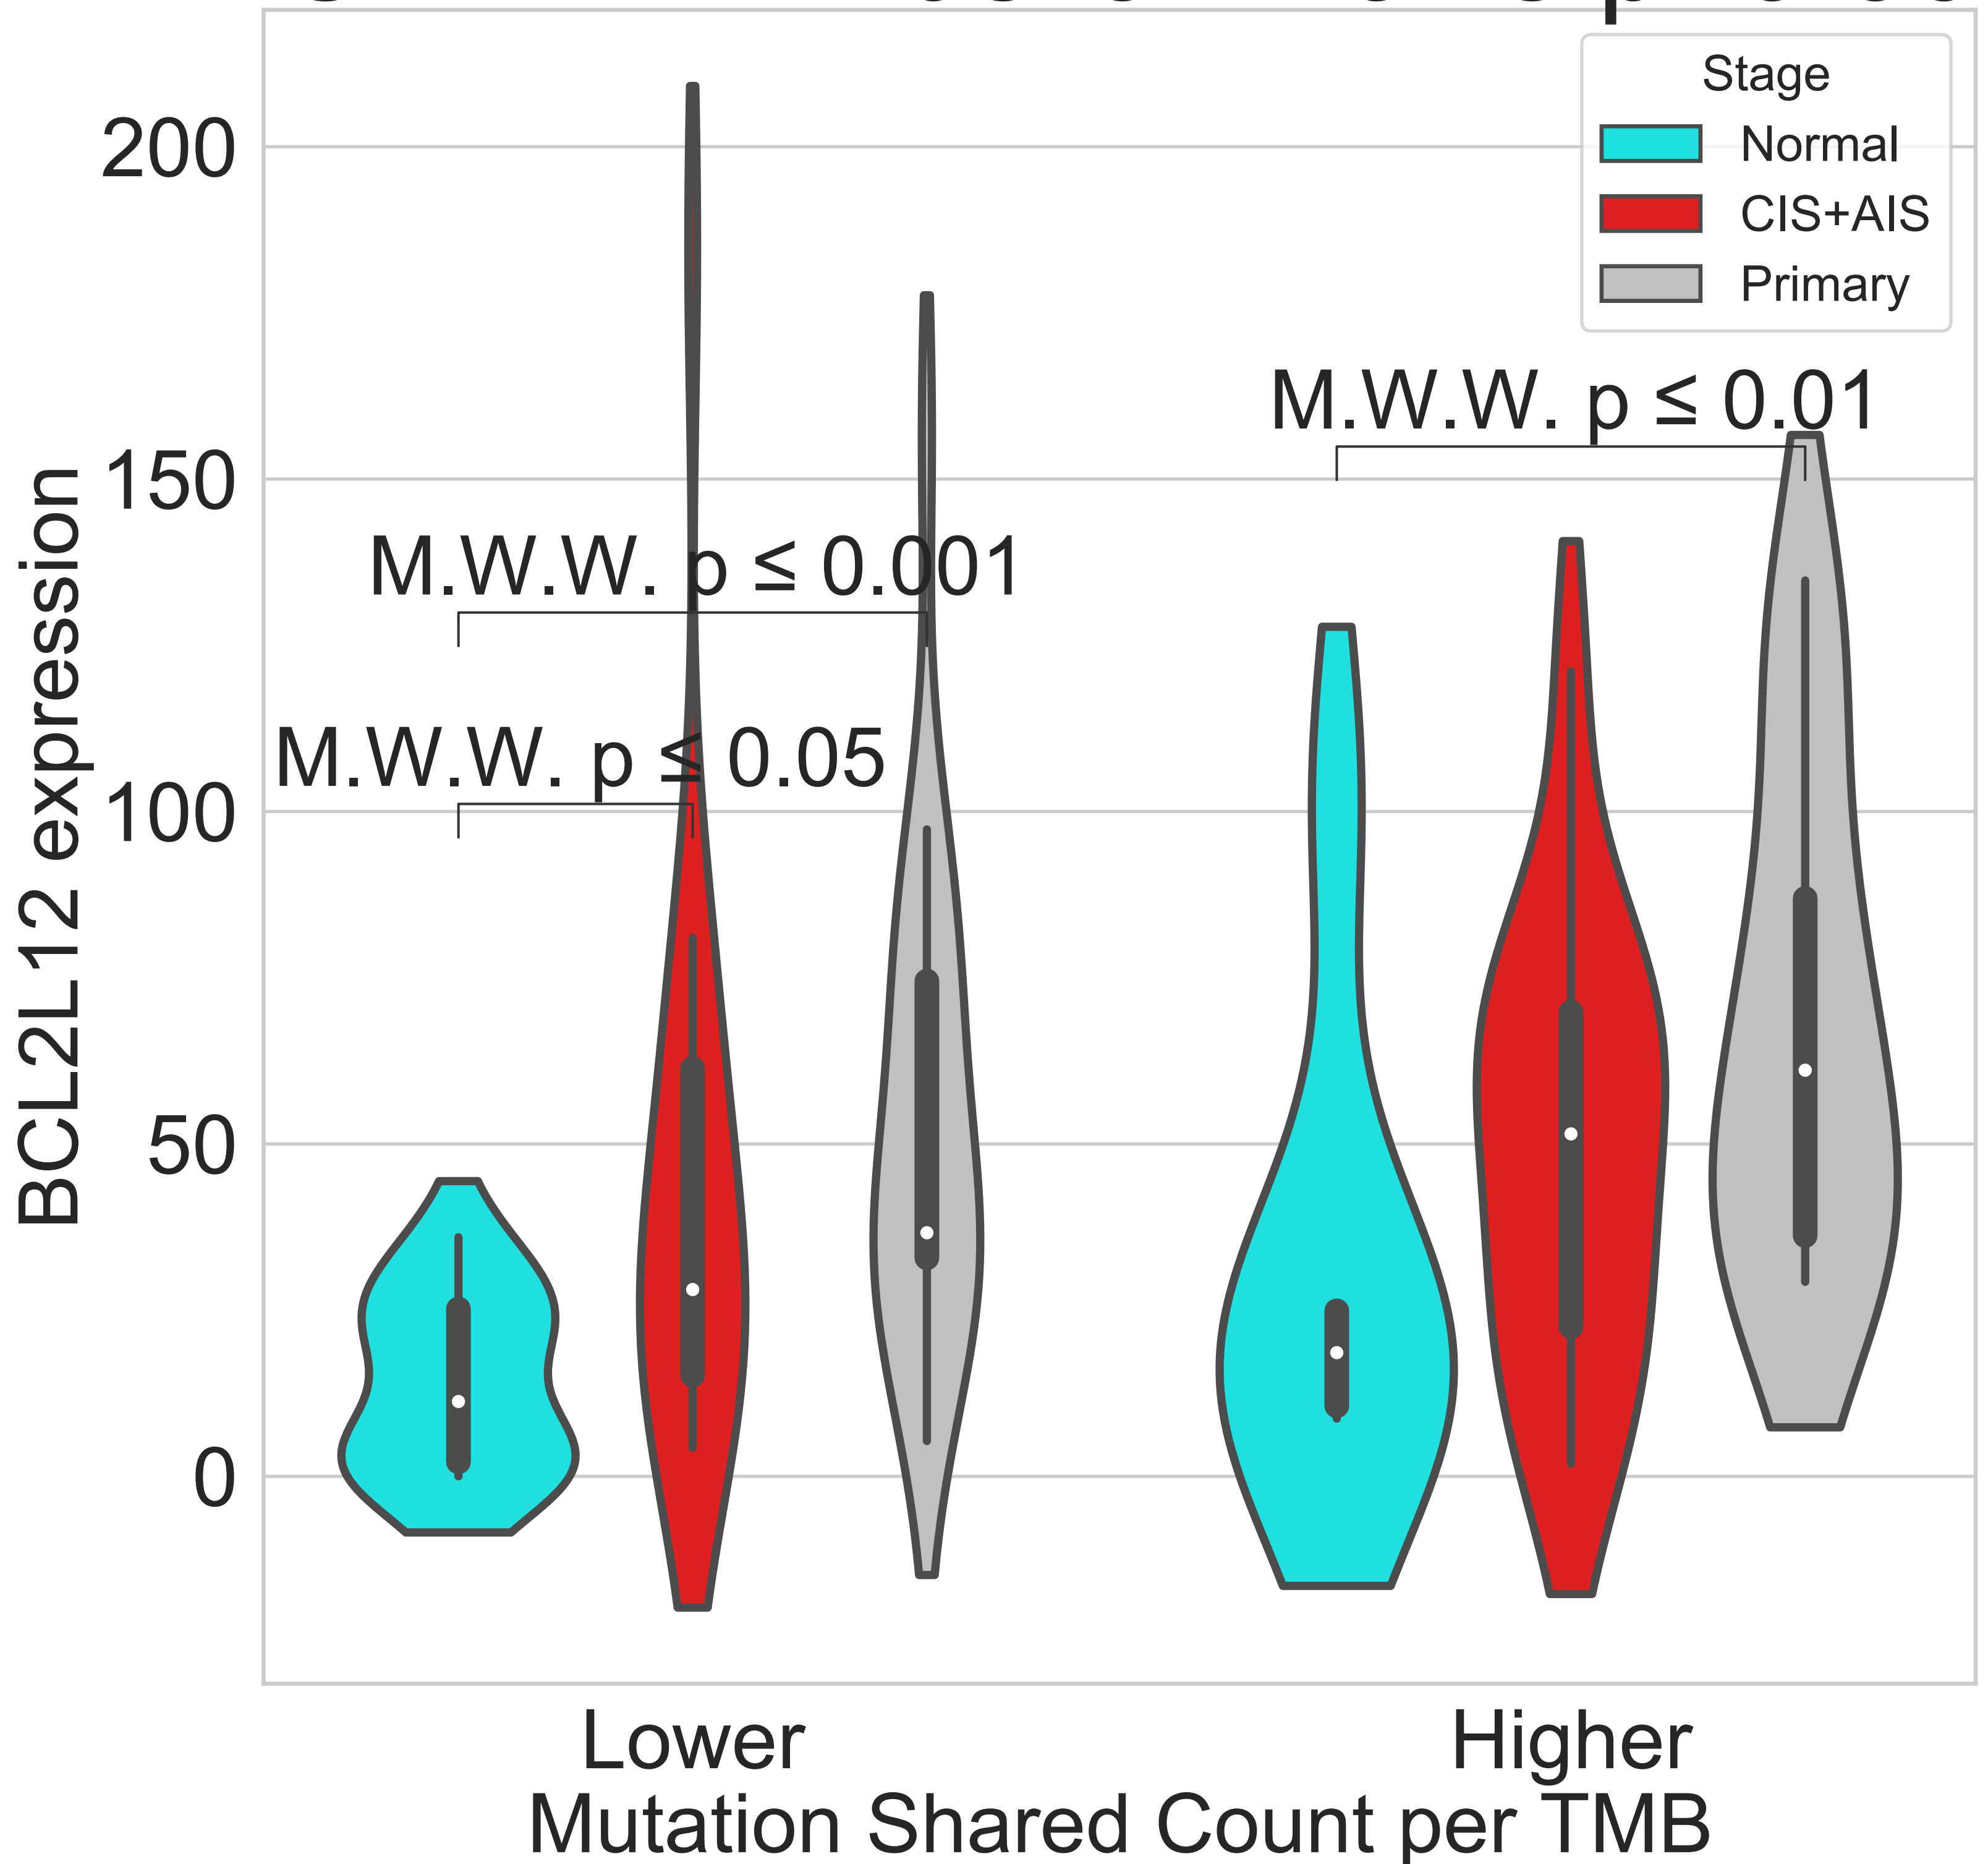 Stage
Normal
CIS+AIS
Primary
200
150
100
50
0
BCL2L12 expression
M.W.W. p ≤ 0.01
M.W.W. p ≤ 0.001
M.W.W. p ≤ 0.05
Lower
Higher
Mutation Shared Count per TMB